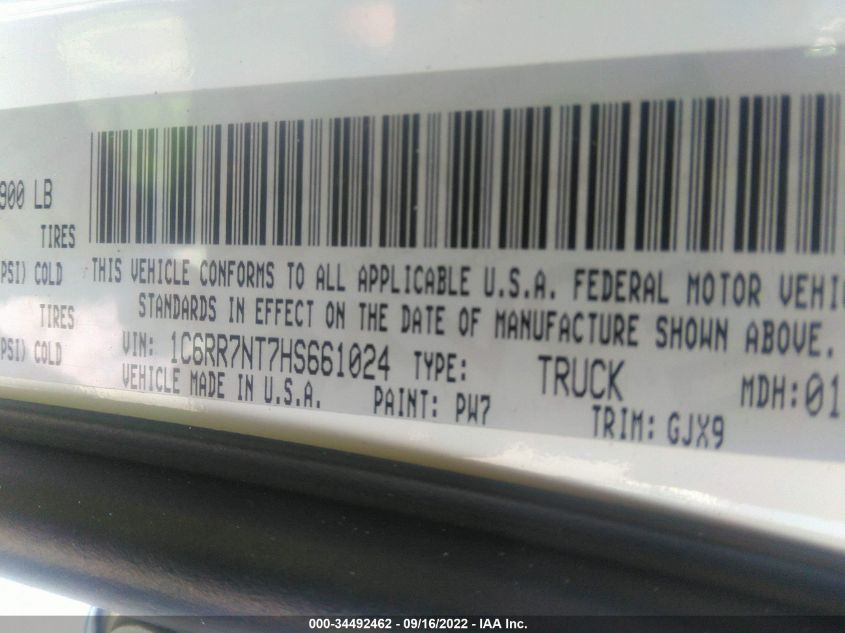 900 LB
TIRES
PSI) COLD
THIS VEHICLE CONFORMS TO ALL APPLICABLE U.S.A. FEDERAL MOTOR VEHI
TIRES
STANDARDS IN EFFECT ON THE DATE OF MANUFACTURE SHOWN ABOVE.
PSI) COLD
VIN: 1C6RR7NT7HS661024 TYPE: TRUCK MDH:01
VEHICLE MADE IN U.S.A. PAINT: PW7 TRIM: GJX9
000-34492462 - 09/16/2022 - IAA Inc.